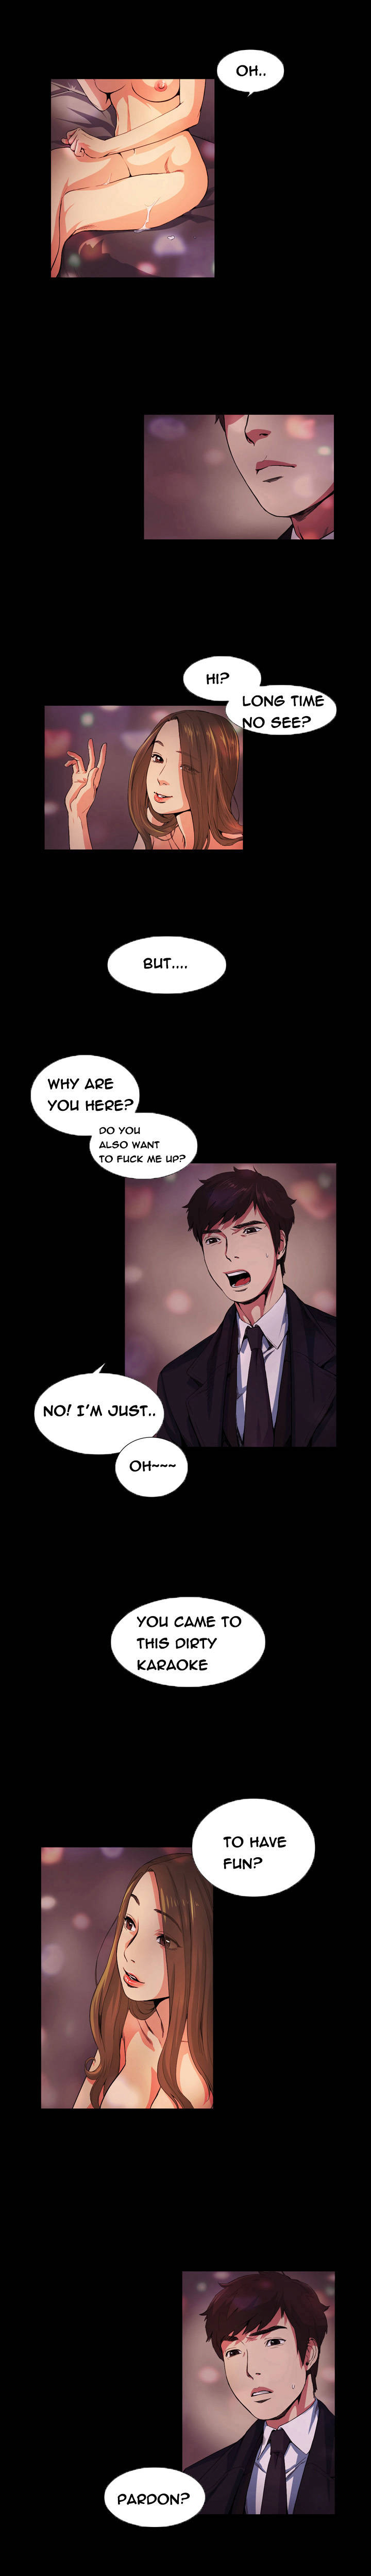 OH..
HI?
LONG TIME
NO SEE?
BUT....
WHY ARE
YOU HERE?
DO YOU
ALSO WANT
TO FUCK ME UP?
NO! I'M JUST..
OH~~~
YOU CAME TO
THIS DIRTY
KARAOKE
TO HAVE
FUN?
PARDON?